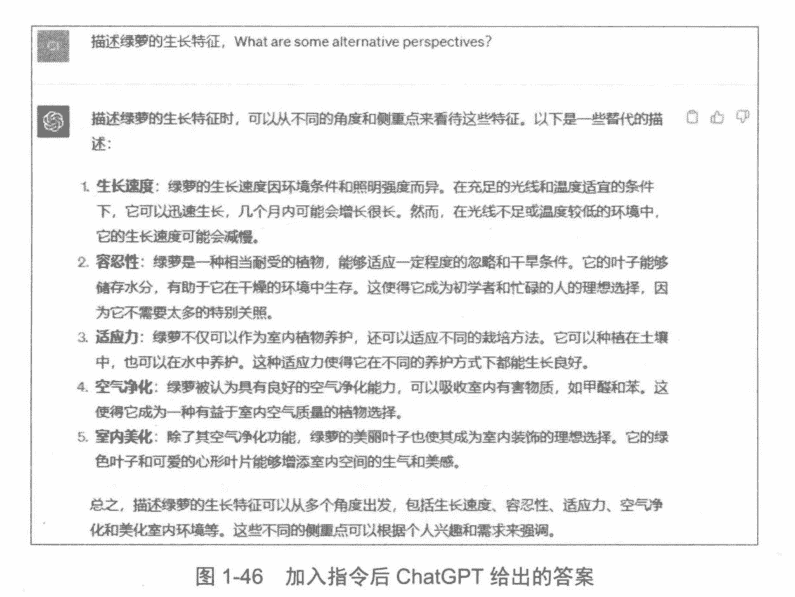 描述绿萝的生长特征，What are some alternative perspectives?
描述绿萝的生长特征时，可以从不同的角度和侧重点来看待这些特征。以下是一些替代的描
述：
1. 生长速度：绿萝的生长速度因环境条件和照明强度而异。在充足的光线和温度适宜的条件
下，它可以迅速生长，几个月内可能会增长很长。然而，在光线不足或温度较低的环境中，
它的生长速度可能会减慢。
2. 容忍性：绿萝是一种相当耐受的植物，能够适应一定程度的忽略和干旱条件。它的叶子能够
储存水分，有助于它在干燥的环境中生存。这使得它成为初学者和忙碌的人的理想选择，因
为它不需要太多的特别关照。
3. 适应力：绿萝不仅可以作为室内植物养护，还可以适应不同的栽培方法。它可以种植在土壤
中，也可以在水中养护。这种适应力使得它在不同的养护方式下都能生长良好。
4. 空气净化：绿萝被认为具有良好的空气净化能力，可以吸收室内有害物质，如甲醛和苯。这
使得它成为一种有益于室内空气质量的植物选择。
5. 室内美化：除了其空气净化功能，绿萝的美丽叶子也使其成为室内装饰的理想选择。它的绿
色叶子和可爱的心形叶片能够增添室内空间的生气和美感。
总之，描述绿萝的生长特征可以从多个角度出发，包括生长速度、容忍性、适应力、空气净
化和美化室内环境等。这些不同的侧重点可以根据个人兴趣和需求来强调。
图 1-46 加入指令后 ChatGPT 给出的答案